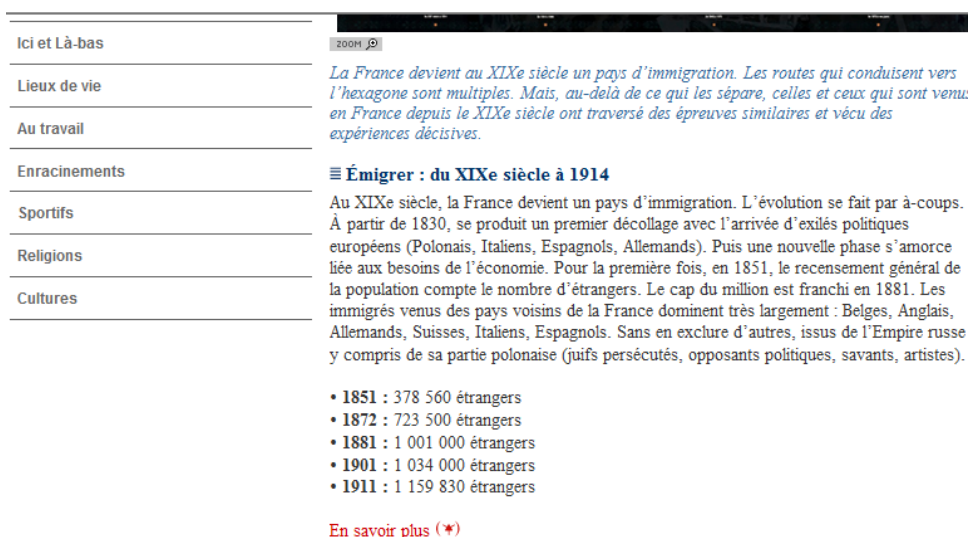 Ici et Là-bas
Lieux de vie
Au travail
Enracinements
Sportifs
Religions
Cultures
ZOOM
La France devient au XIXe siècle un pays d’immigration. Les routes qui conduisent vers
l’hexagone sont multiples. Mais, au-delà de ce qui les sépare, celles et ceux qui sont venus
en France depuis le XIXe siècle ont traversé des épreuves similaires et vécu des
expériences décisives.
Émigrer : du XIXe siècle à 1914
Au XIXe siècle, la France devient un pays d’immigration. L’évolution se fait par à-coups.
À partir de 1830, se produit un premier décollage avec l’arrivée d’exilés politiques
européens (Polonais, Italiens, Espagnols, Allemands). Puis une nouvelle phase s’amorce
liée aux besoins de l’économie. Pour la première fois, en 1851, le recensement général de
la population compte le nombre d’étrangers. Le cap du million est franchi en 1881. Les
immigrés venus des pays voisins de la France dominent très largement : Belges, Anglais,
Allemands, Suisses, Italiens, Espagnols. Sans en exclure d’autres, issus de l’Empire russe
y compris de sa partie polonaise (juifs persécutés, opposants politiques, savants, artistes).
• 1851 : 378 560 étrangers
• 1872 : 723 500 étrangers
• 1881 : 1 001 000 étrangers
• 1901 : 1 034 000 étrangers
• 1911 : 1 159 830 étrangers
En savoir plus